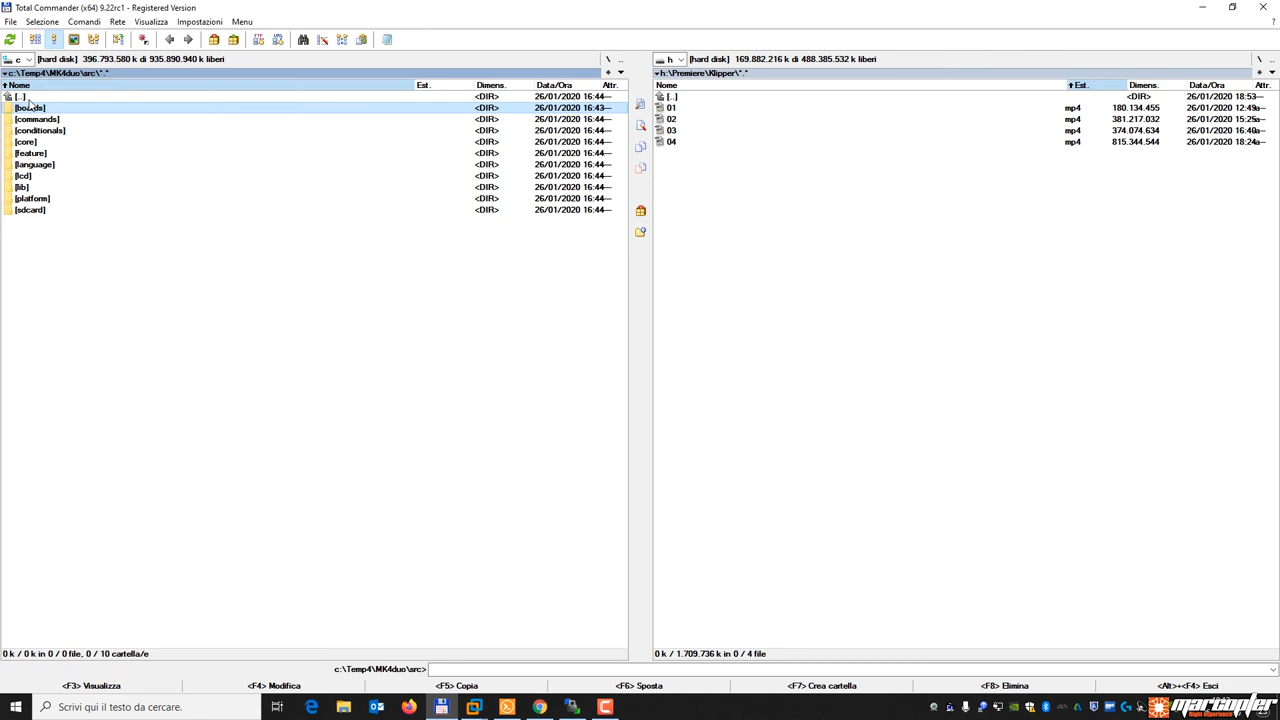 Total Commander (x64) 9.22rc1 - Registered Version
File Selezione Comandi Rete Visualizza Impostazioni Menu
?
c [hard disk] 396.793.580 k di 935.890.940 k liberi \ ..
h [hard disk] 169.882.216 k di 488.385.532 k liberi \ ..
c:\Temp4\MK4duo\src\*.* *
h:\Premiere\Klipper\*.* *
Nome Est. Dimens. Data/Ora Attr.
[..] <DIR> 26/01/2020 16:44—
[boards] <DIR> 26/01/2020 16:43—
[commands] <DIR> 26/01/2020 16:44—
[conditionals] <DIR> 26/01/2020 16:44—
[core] <DIR> 26/01/2020 16:44—
[feature] <DIR> 26/01/2020 16:44—
[language] <DIR> 26/01/2020 16:44—
[lcd] <DIR> 26/01/2020 16:44—
[lib] <DIR> 26/01/2020 16:44—
[platform] <DIR> 26/01/2020 16:44—
[sdcard] <DIR> 26/01/2020 16:44—
Nome Est. Dimens. Data/Ora Attr.
[..] <DIR> 26/01/2020 18:53—
01 mp4 180.134.455 26/01/2020 12:49a—
02 mp4 381.217.032 26/01/2020 15:25a—
03 mp4 374.074.634 26/01/2020 16:40a—
04 mp4 815.344.544 26/01/2020 18:24a—
0 k / 0 k in 0 / 0 file, 0 / 10 cartella/e
0 k / 1.709.736 k in 0 / 4 file
c:\Temp4\MK4duo\src>
<F3> Visualizza <F4> Modifica <F5> Copia <F6> Sposta <F7> Crea cartella <F8> Elimina <Alt>+<F4> Esci
Scrivi qui il testo da cercare.
marcopter